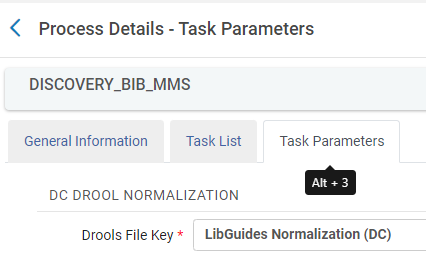 Process Details - Task Parameters
DISCOVERY_BIB_MMS
General Information
Task List
Task Parameters
Alt + 3
DC DROOL NORMALIZATION
Drools File Key * LibGuides Normalization (DC)